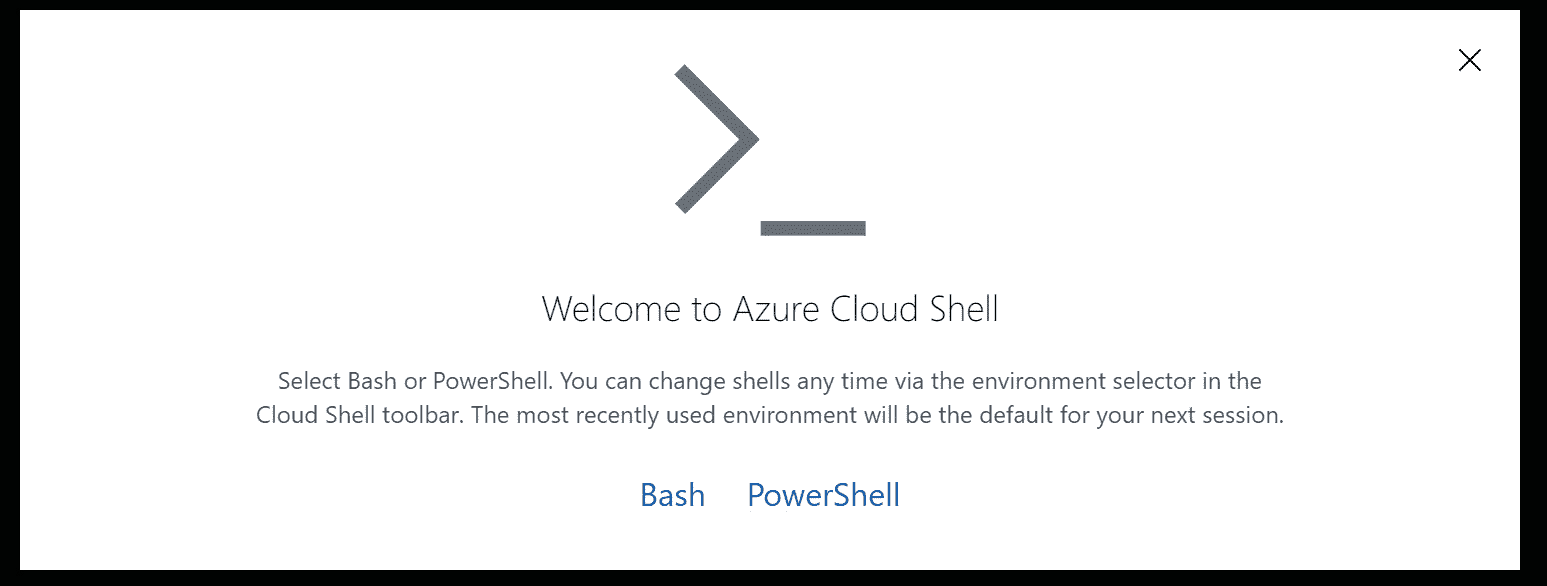 Welcome to Azure Cloud Shell
Select Bash or PowerShell. You can change shells any time via the environment selector in the
Cloud Shell toolbar. The most recently used environment will be the default for your next session.
Bash PowerShell